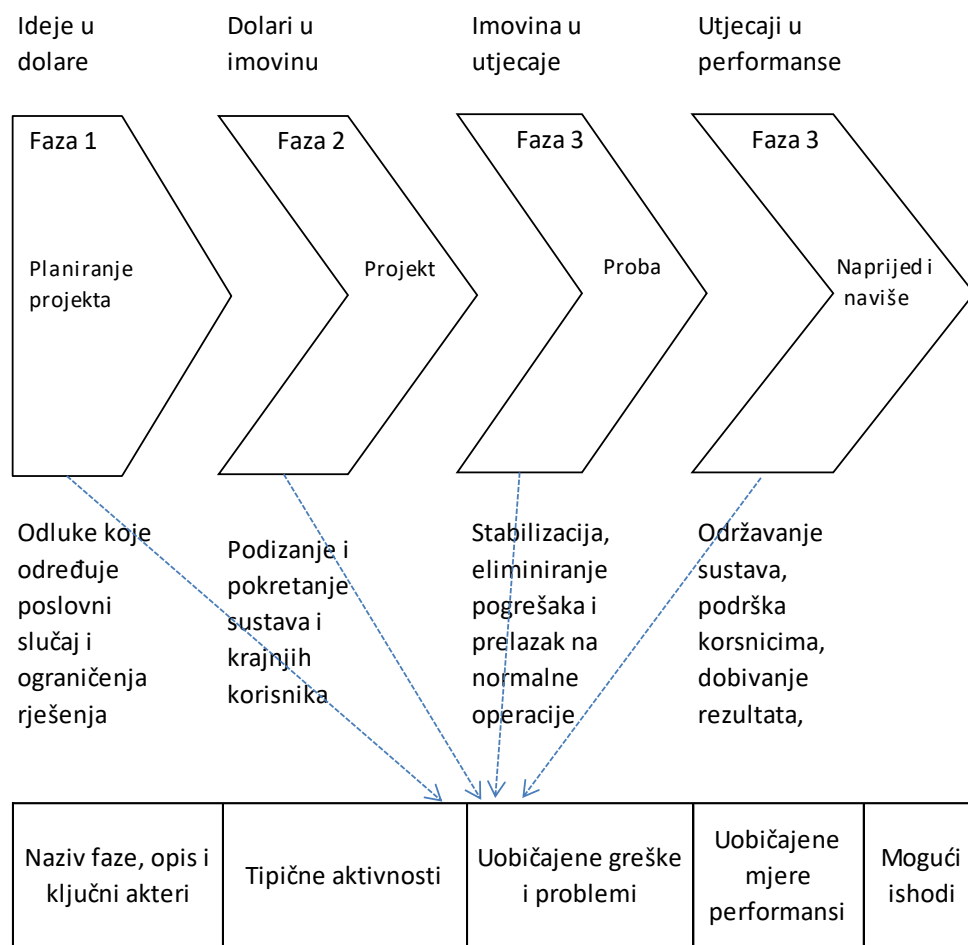 Ideje u
dolare
Dolari u
imovinu
Imovina u
utjecaje
Utjecaji u
performanse
Faza 1
Faza 2
Faza 3
Faza 3
Planiranje
projekta
Projekt
Proba
Naprijed i
naviše
Odluke koje
određuje
poslovni
slučaj i
ograničenja
rješenja
Podizanje i
pokretanje
sustava i
krajnjih
korisnika
Stabilizacija,
eliminiranje
pogrešaka i
prelazak na
normalne
operacije
Održavanje
sustava,
podrška
korsnicima,
dobivanje
rezultata,
Naziv faze, opis i
ključni akteri
Tipične aktivnosti
Uobičajene greške
i problemi
Uobičajene
mjere
performansi
Mogući
ishodi